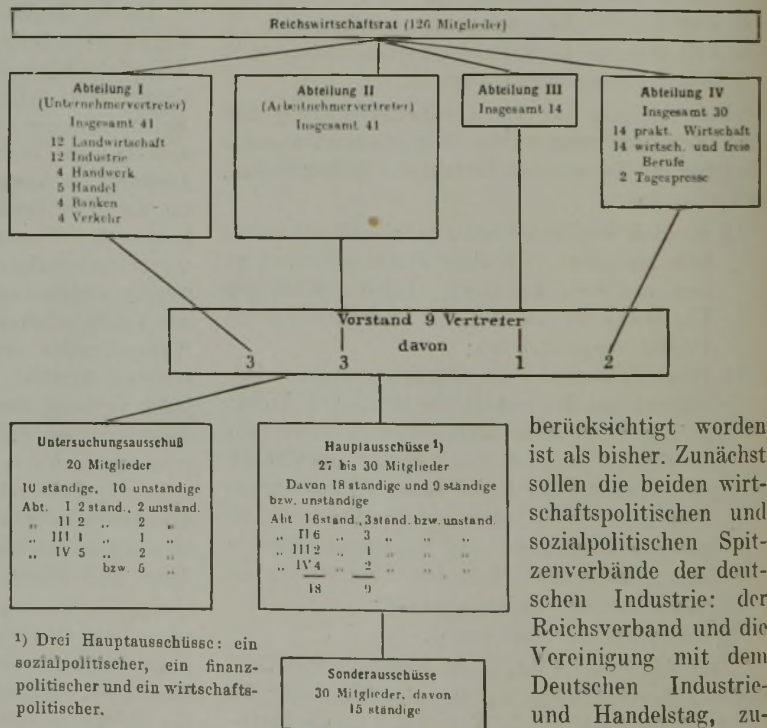 Reichswirtschaftsrat (126 Mitglieder)
Abteilung I
(Unternehmervertreter)
Insgesamt 41
12 Landwirtschaft
12 Industrie
4 Handwerk
5 Handel
4 Banken
4 Verkehr
Abteilung II
(Arbeitnehmervertreter)
Insgesamt 41
Abteilung III
Insgesamt 14
Abteilung IV
Insgesamt 30
14 prakt. Wirtschaft
14 wirtsch. und freie
Berufe
2 Tagespresse
Vorstand 9 Vertreter
davon
3 3 1 2
Untersuchungsausschuß
20 Mitglieder
10 ständige, 10 unständige
Abt. I 2 stand., 2 unstand.
„ II 2 „ 2 „
„ III 1 „ 1 „
„ IV 5 „ 2 „
bzw. 5 „
Hauptausschüsse ¹)
27 bis 30 Mitglieder
Davon 18 ständige und 9 ständige
bzw. unständige
Abt I 6 stand., 3 stand. bzw. unstand.
„ II 6 „ 3 „ „ „
„ III 2 „ 1 „ „ „
„ IV 4 „ 2 „ „ „
18 9
¹) Drei Hauptausschüsse: ein
sozialpolitischer, ein finanz-
politischer und ein wirtschafts-
politischer.
Sonderausschüsse
30 Mitglieder, davon
15 ständige
berücksichtigt worden
ist als bisher. Zunächst
sollen die beiden wirt-
schaftspolitischen und
sozialpolitischen Spit-
zenverbände der deut-
schen Industrie: der
Reichsverband und die
Vereinigung mit dem
Deutschen Industrie-
und Handelstag, zu-